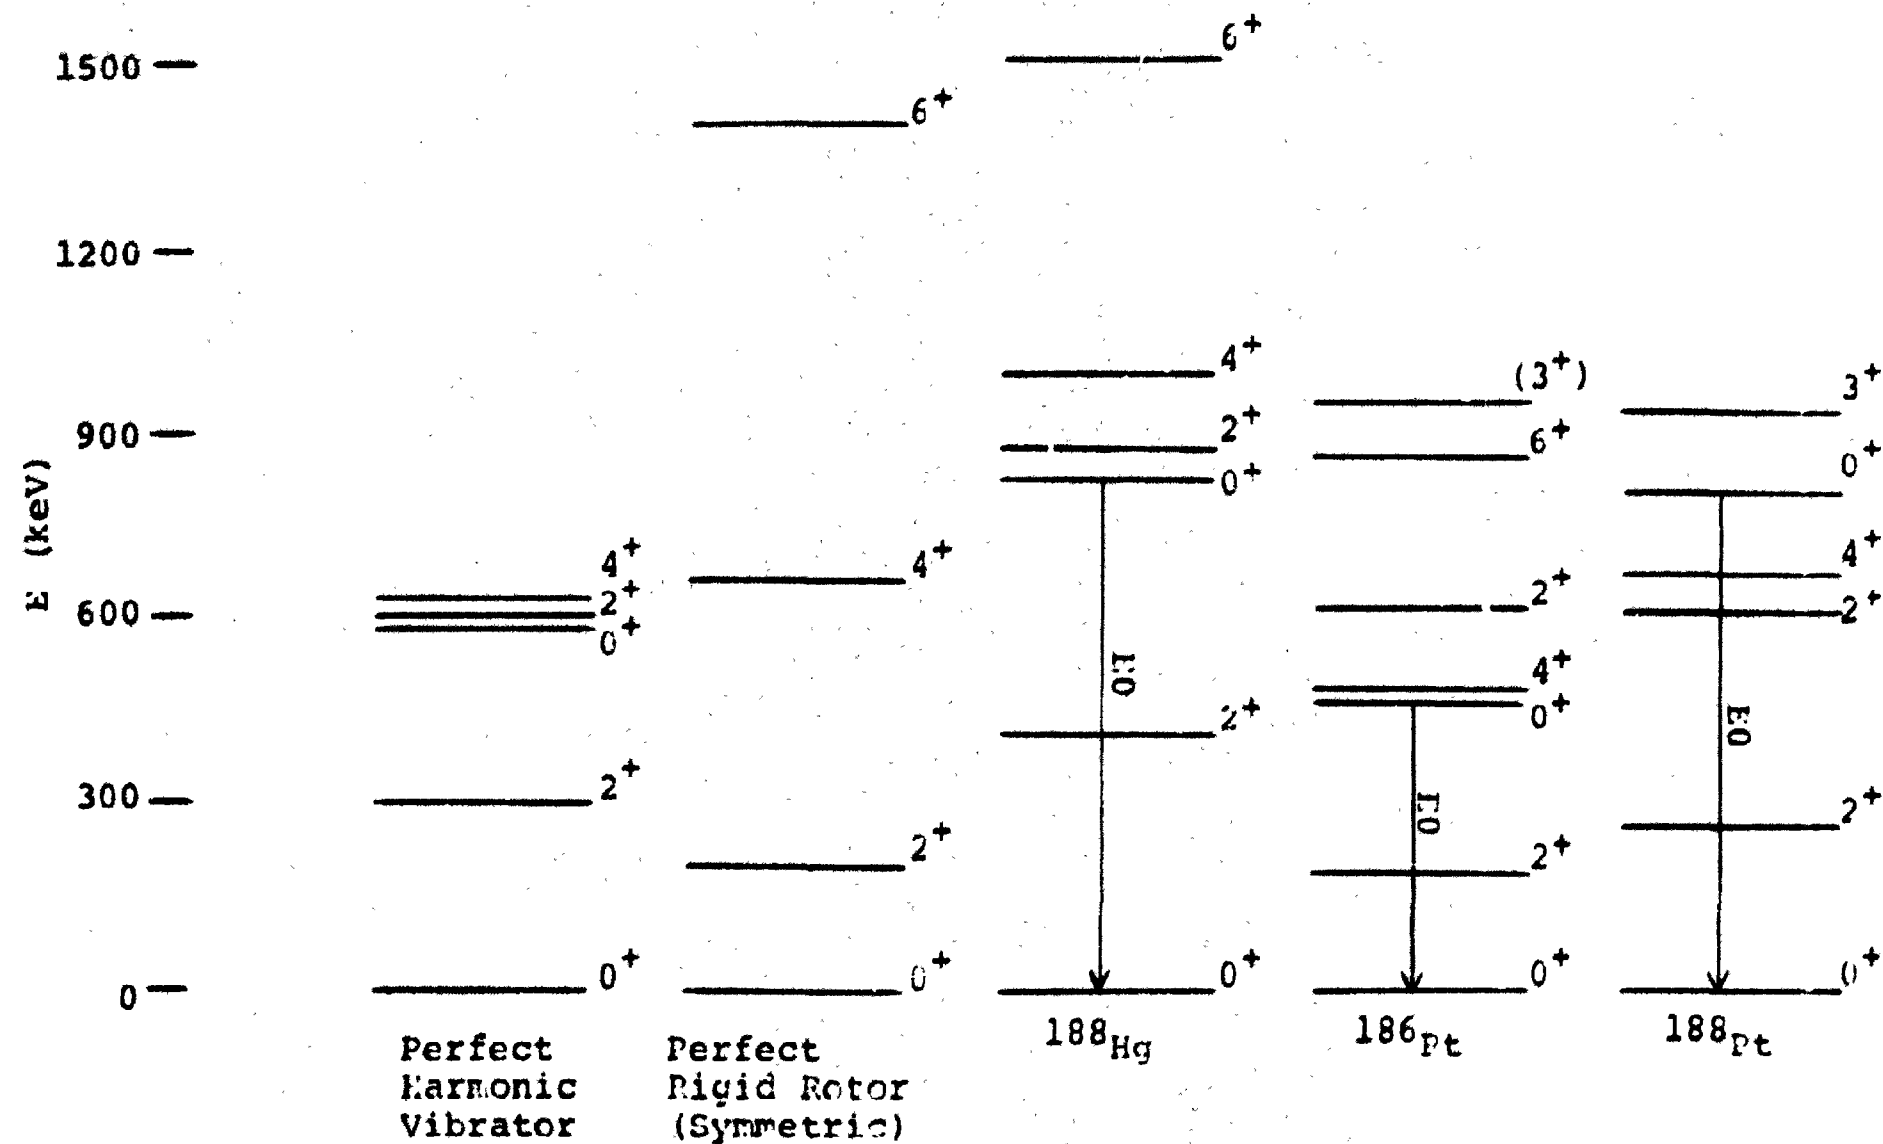 1500
1200
900
600
300
0
E (keV)
4+
2+
0+
2+
0+
Perfect
Harmonic
Vibrator
6+
4+
2+
0+
Perfect
Rigid Rotor
(Symmetric)
6+
4+
2+
0+
E0
2+
0+
188Hg
(3+)
6+
2+
4+
0+
E0
2+
0+
186Pt
3+
0+
4+
2+
E0
2+
0+
188Pt